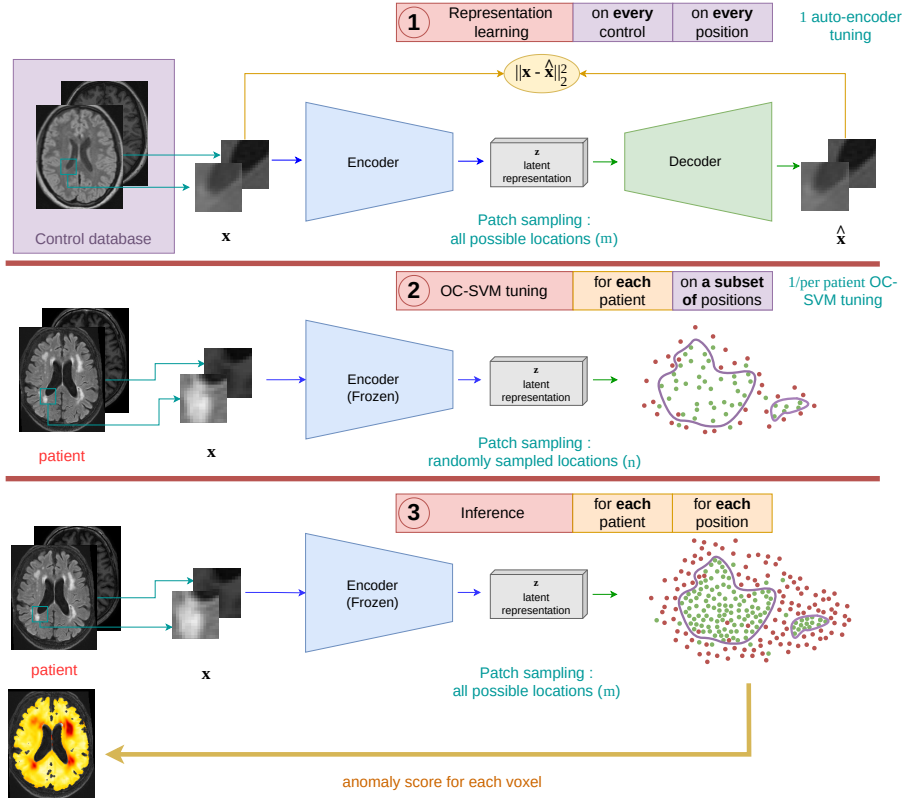 1
Representation
learning
on every
control
on every
position
1 auto-encoder
tuning
||x - x̂||₂²
Encoder
z
latent
representation
Decoder
Control database
x
Patch sampling :
all possible locations (m)
x̂
2
OC-SVM tuning
for each
patient
on a subset
of positions
1/per patient OC-
SVM tuning
Encoder
(Frozen)
z
latent
representation
patient
x
Patch sampling :
randomly sampled locations (n)
3
Inference
for each
patient
for each
position
Encoder
(Frozen)
z
latent
representation
patient
x
Patch sampling :
all possible locations (m)
anomaly score for each voxel